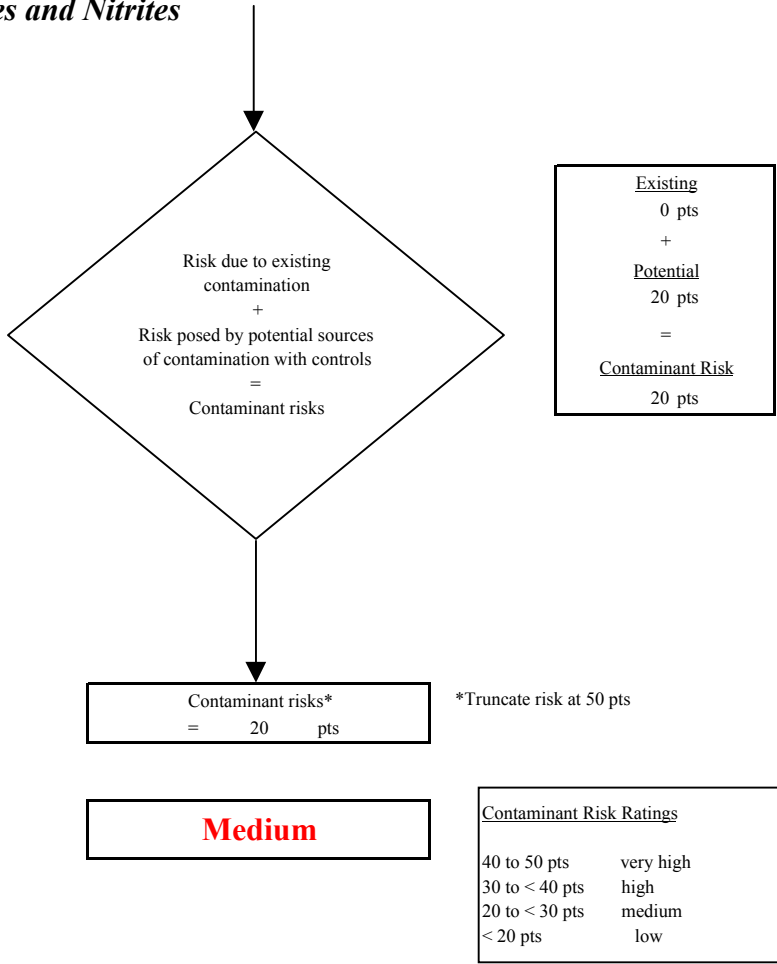 and Nitrites
Risk due to existing
contamination
+
Risk posed by potential sources
of contamination with controls
=
Contaminant risks
Existing
0 pts
+
Potential
20 pts
=
Contaminant Risk
20 pts
Contaminant risks*
= 20 pts
*Truncate risk at 50 pts
Medium
Contaminant Risk Ratings
40 to 50 pts very high
30 to < 40 pts high
20 to < 30 pts medium
< 20 pts low